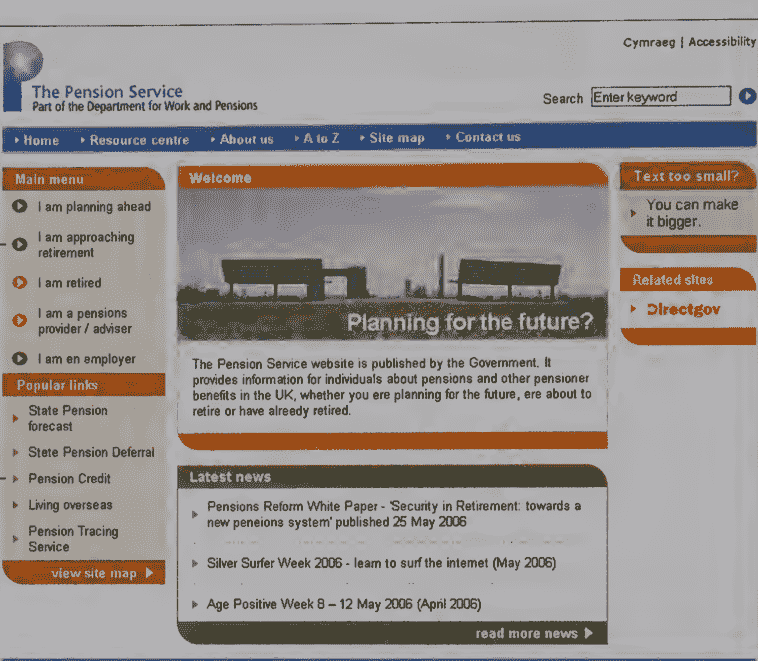 Cymraeg | Accessibility
The Pension Service
Part of the Department for Work and Pensions
Search Enter keyword
Home Resource centre About us A to Z Site map Contact us
Main menu
I am planning ahead
I am approaching
retirement
I am retired
I am a pensions
provider / adviser
I am en employer
Popular links
State Pension
forecast
Stete Pension Deferral
Pension Credit
Living overseas
Pension Tracing
Service
view site map
Welcome
Planning for the future?
The Pension Service website is published by the Government. It
provides information for individuals about pensions and other pensioner
benefits in the UK, whether you ere planning for the future, ere about to
retire or have elreedy retired.
Latest news
Pensions Reform White Paper - 'Security in Retirement: towards a
new peneions system' published 25 May 2006
Silver Surfer Week 2006 - leam to surf the internet (May 2006)
Age Positive Week 8 – 12 May 2006 (April 2006)
read more news
Text too small?
You can make
it bigger.
Related sites
Directgov